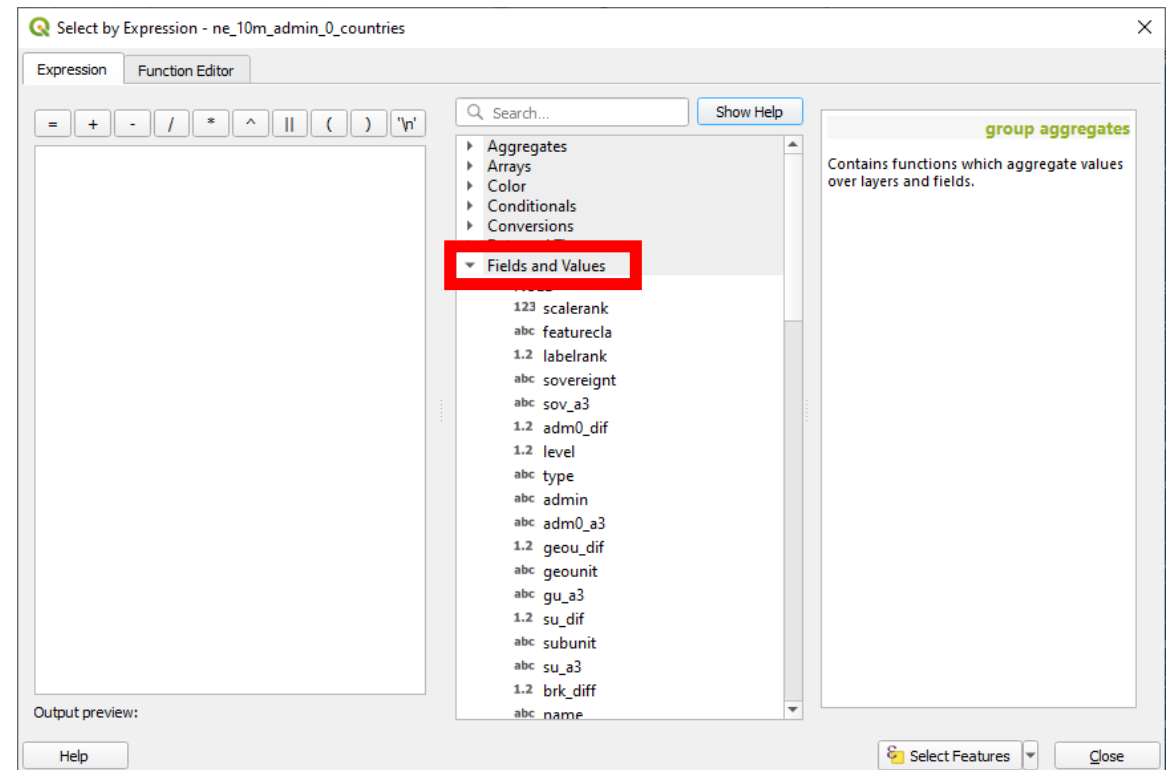 Select by Expression - ne_10m_admin_0_countries
Expression
Function Editor
= + - / * ^ || ( ) '\n'
Search...
Show Help
Aggregates
Arrays
Color
Conditionals
Conversions
Fields and Values
123 scalerank
abc featurecla
1.2 labelrank
abc sovereignt
abc sov_a3
1.2 adm0_dif
1.2 level
abc type
abc admin
abc adm0_a3
1.2 geou_dif
abc geounit
abc gu_a3
1.2 su_dif
abc subunit
abc su_a3
1.2 brk_diff
abc name
group aggregates
Contains functions which aggregate values
over layers and fields.
Output preview:
Help
Select Features
Close